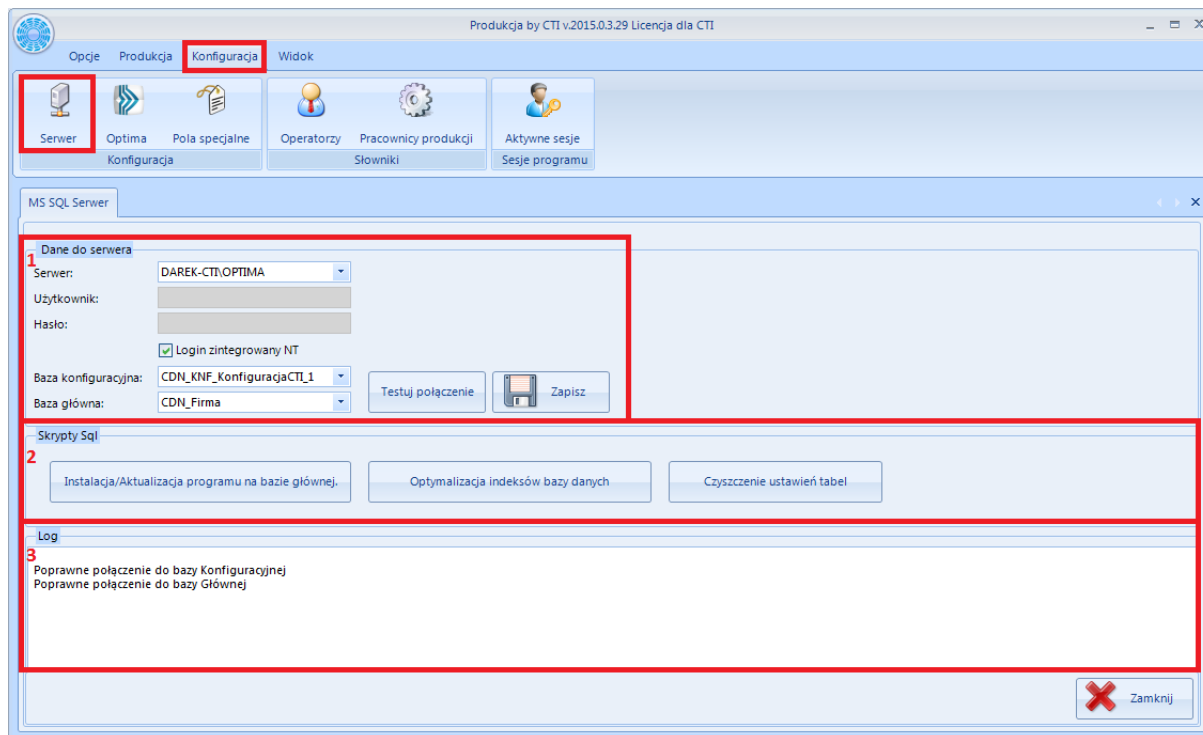 Produkcja by CTI v.2015.0.3.29 Licencja dla CTI
Opcje Produkcja Konfiguracja Widok
Serwer Optima Pola specjalne Operatorzy Pracownicy produkcji Aktywne sesje
Konfiguracja Słowniki Sesje programu
MS SQL Serwer
Dane do serwera
1
Serwer: DAREK-CTI\OPTIMA
Użytkownik:
Hasło:
Login zintegrowany NT
Baza konfiguracyjna: CDN_KNF_KonfiguracjaCTI_1
Baza główna: CDN_Firma
Testuj połączenie Zapisz
Skrypty Sql
2
Instalacja/Aktualizacja programu na bazie głównej. Optymalizacja indeksów bazy danych Czyszczenie ustawień tabel
Log
3
Poprawne połączenie do bazy Konfiguracyjnej
Poprawne połączenie do bazy Głównej
Zamknij